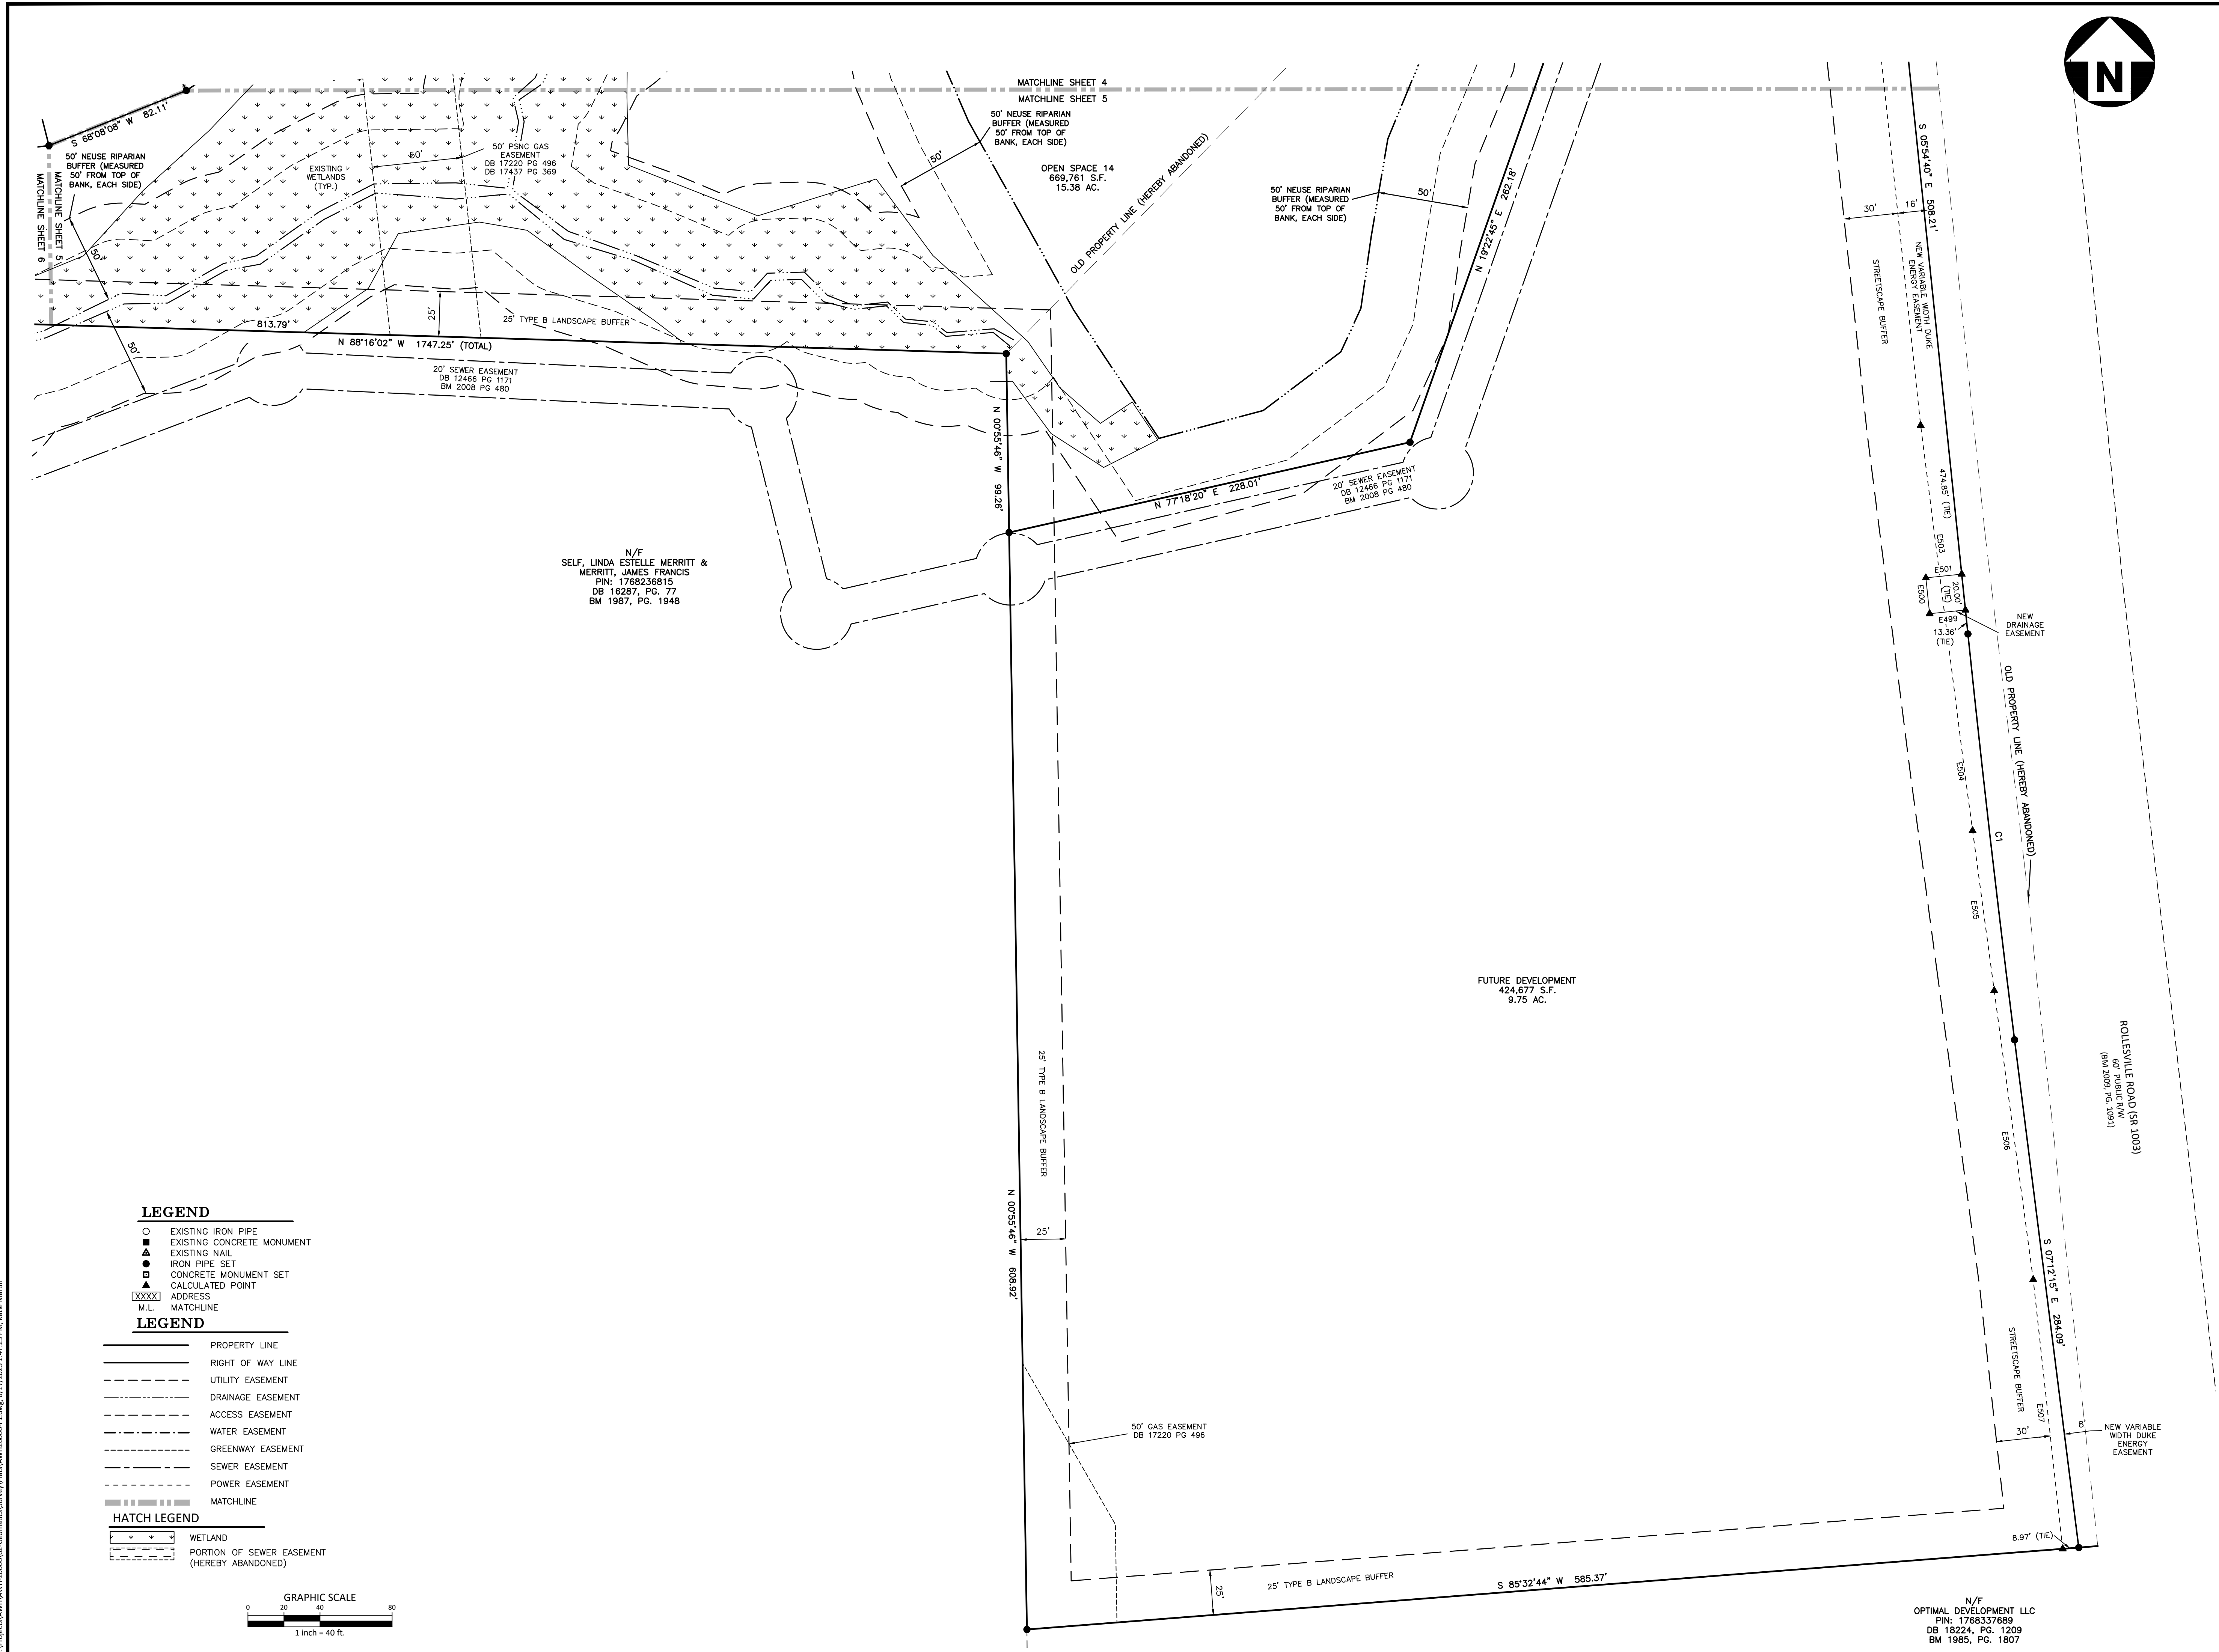 N
MATCHLINE SHEET 4
MATCHLINE SHEET 5
S 68°08'08" W 82.11'
50' NEUSE RIPARIAN
BUFFER (MEASURED
50' FROM TOP OF
BANK, EACH SIDE)
MATCHLINE SHEET 5
MATCHLINE SHEET 6
EXISTING
WETLANDS
(TYP.)
50'
50' PSNC GAS
EASEMENT
DB 17220 PG 496
DB 17437 PG 369
50'
50'
813.79'
N 88°16'02" W 1747.25' (TOTAL)
25'
25' TYPE B LANDSCAPE BUFFER
20' SEWER EASEMENT
DB 12466 PG 1171
BM 2008 PG 480
50' NEUSE RIPARIAN
BUFFER (MEASURED
50' FROM TOP OF
BANK, EACH SIDE)
50'
OPEN SPACE 14
669,761 S.F.
15.38 AC.
OLD PROPERTY LINE (HEREBY ABANDONED)
50' NEUSE RIPARIAN
BUFFER (MEASURED
50' FROM TOP OF
BANK, EACH SIDE)
50'
N 19°22'45" E 262.18'
N 00°55'46" W 99.26'
N 77°18'20" E 228.01'
20' SEWER EASEMENT
DB 12466 PG 1171
BM 2008 PG 480
N/F
SELF, LINDA ESTELLE MERRITT &
MERRITT, JAMES FRANCIS
PIN: 1768236815
DB 16287, PG. 77
BM 1987, PG. 1948
30'
16'
S 05°54'40" E 508.21'
STREETSCAPE BUFFER
NEW VARIABLE WIDTH DUKE
ENERGY EASEMENT
474.85' (TIE)
E503
E501
E500
20.00'
(TIE)
E499
13.36'
(TIE)
NEW
DRAINAGE
EASEMENT
OLD PROPERTY LINE (HEREBY ABANDONED)
E504
C1
E505
FUTURE DEVELOPMENT
424,677 S.F.
9.75 AC.
ROLLESVILLE ROAD (SR 1003)
60' PUBLIC R/W
(BM 2009, PG. 1091)
E506
S 07°12'15" E 284.09'
25' TYPE B LANDSCAPE BUFFER
N 00°55'46" W 608.92'
25'
STREETSCAPE BUFFER
E507
30'
8'
NEW VARIABLE
WIDTH DUKE
ENERGY
EASEMENT
50' GAS EASEMENT
DB 17220 PG 496
8.97' (TIE)
25'
25' TYPE B LANDSCAPE BUFFER
S 85°32'44" W 585.37'
N/F
OPTIMAL DEVELOPMENT LLC
PIN: 1768337689
DB 18224, PG. 1209
BM 1985, PG. 1807
LEGEND
EXISTING IRON PIPE
EXISTING CONCRETE MONUMENT
EXISTING NAIL
IRON PIPE SET
CONCRETE MONUMENT SET
CALCULATED POINT
XXXX ADDRESS
M.L. MATCHLINE
LEGEND
PROPERTY LINE
RIGHT OF WAY LINE
UTILITY EASEMENT
DRAINAGE EASEMENT
ACCESS EASEMENT
WATER EASEMENT
GREENWAY EASEMENT
SEWER EASEMENT
POWER EASEMENT
MATCHLINE
HATCH LEGEND
WETLAND
PORTION OF SEWER EASEMENT
(HEREBY ABANDONED)
GRAPHIC SCALE
0 20 40 80
1 inch = 40 ft.